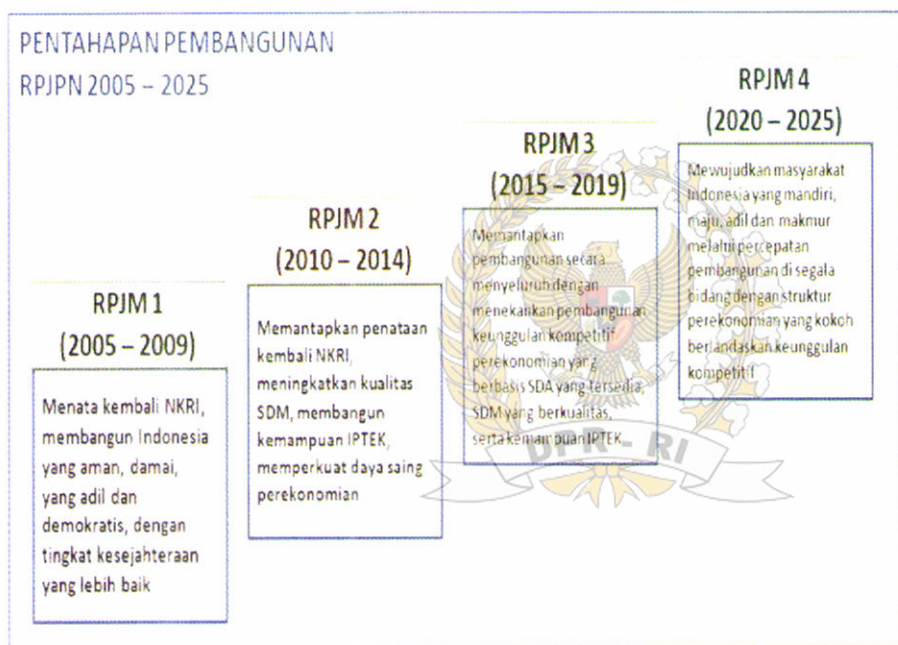 PENTAHAPAN PEMBANGUNAN
RPJPN 2005 – 2025
RPJM 1
(2005 – 2009)
Menata kembali NKRI,
membangun Indonesia
yang aman, damai,
yang adil dan
demokratis, dengan
tingkat kesejahteraan
yang lebih baik
RPJM 2
(2010 – 2014)
Memantapkan penataan
kembali NKRI,
meningkatkan kualitas
SDM, membangun
kemampuan IPTEK,
memperkuat daya saing
perekonomian
RPJM 3
(2015 – 2019)
Memantapkan
pembangunan secara
menyeluruh dengan
menekankan pembangunan
keunggulan kompetitif
perekonomian yang
berbasis SDA yang tersedia,
SDM yang berkualitas,
serta kemampuan IPTEK
RPJM 4
(2020 – 2025)
Mewujudkan masyarakat
Indonesia yang mandiri,
maju, adil dan makmur
melalui percepatan
pembangunan di segala
bidang dengan struktur
perekonomian yang kokoh
berlandaskan keunggulan
kompetitif
DPR - RI